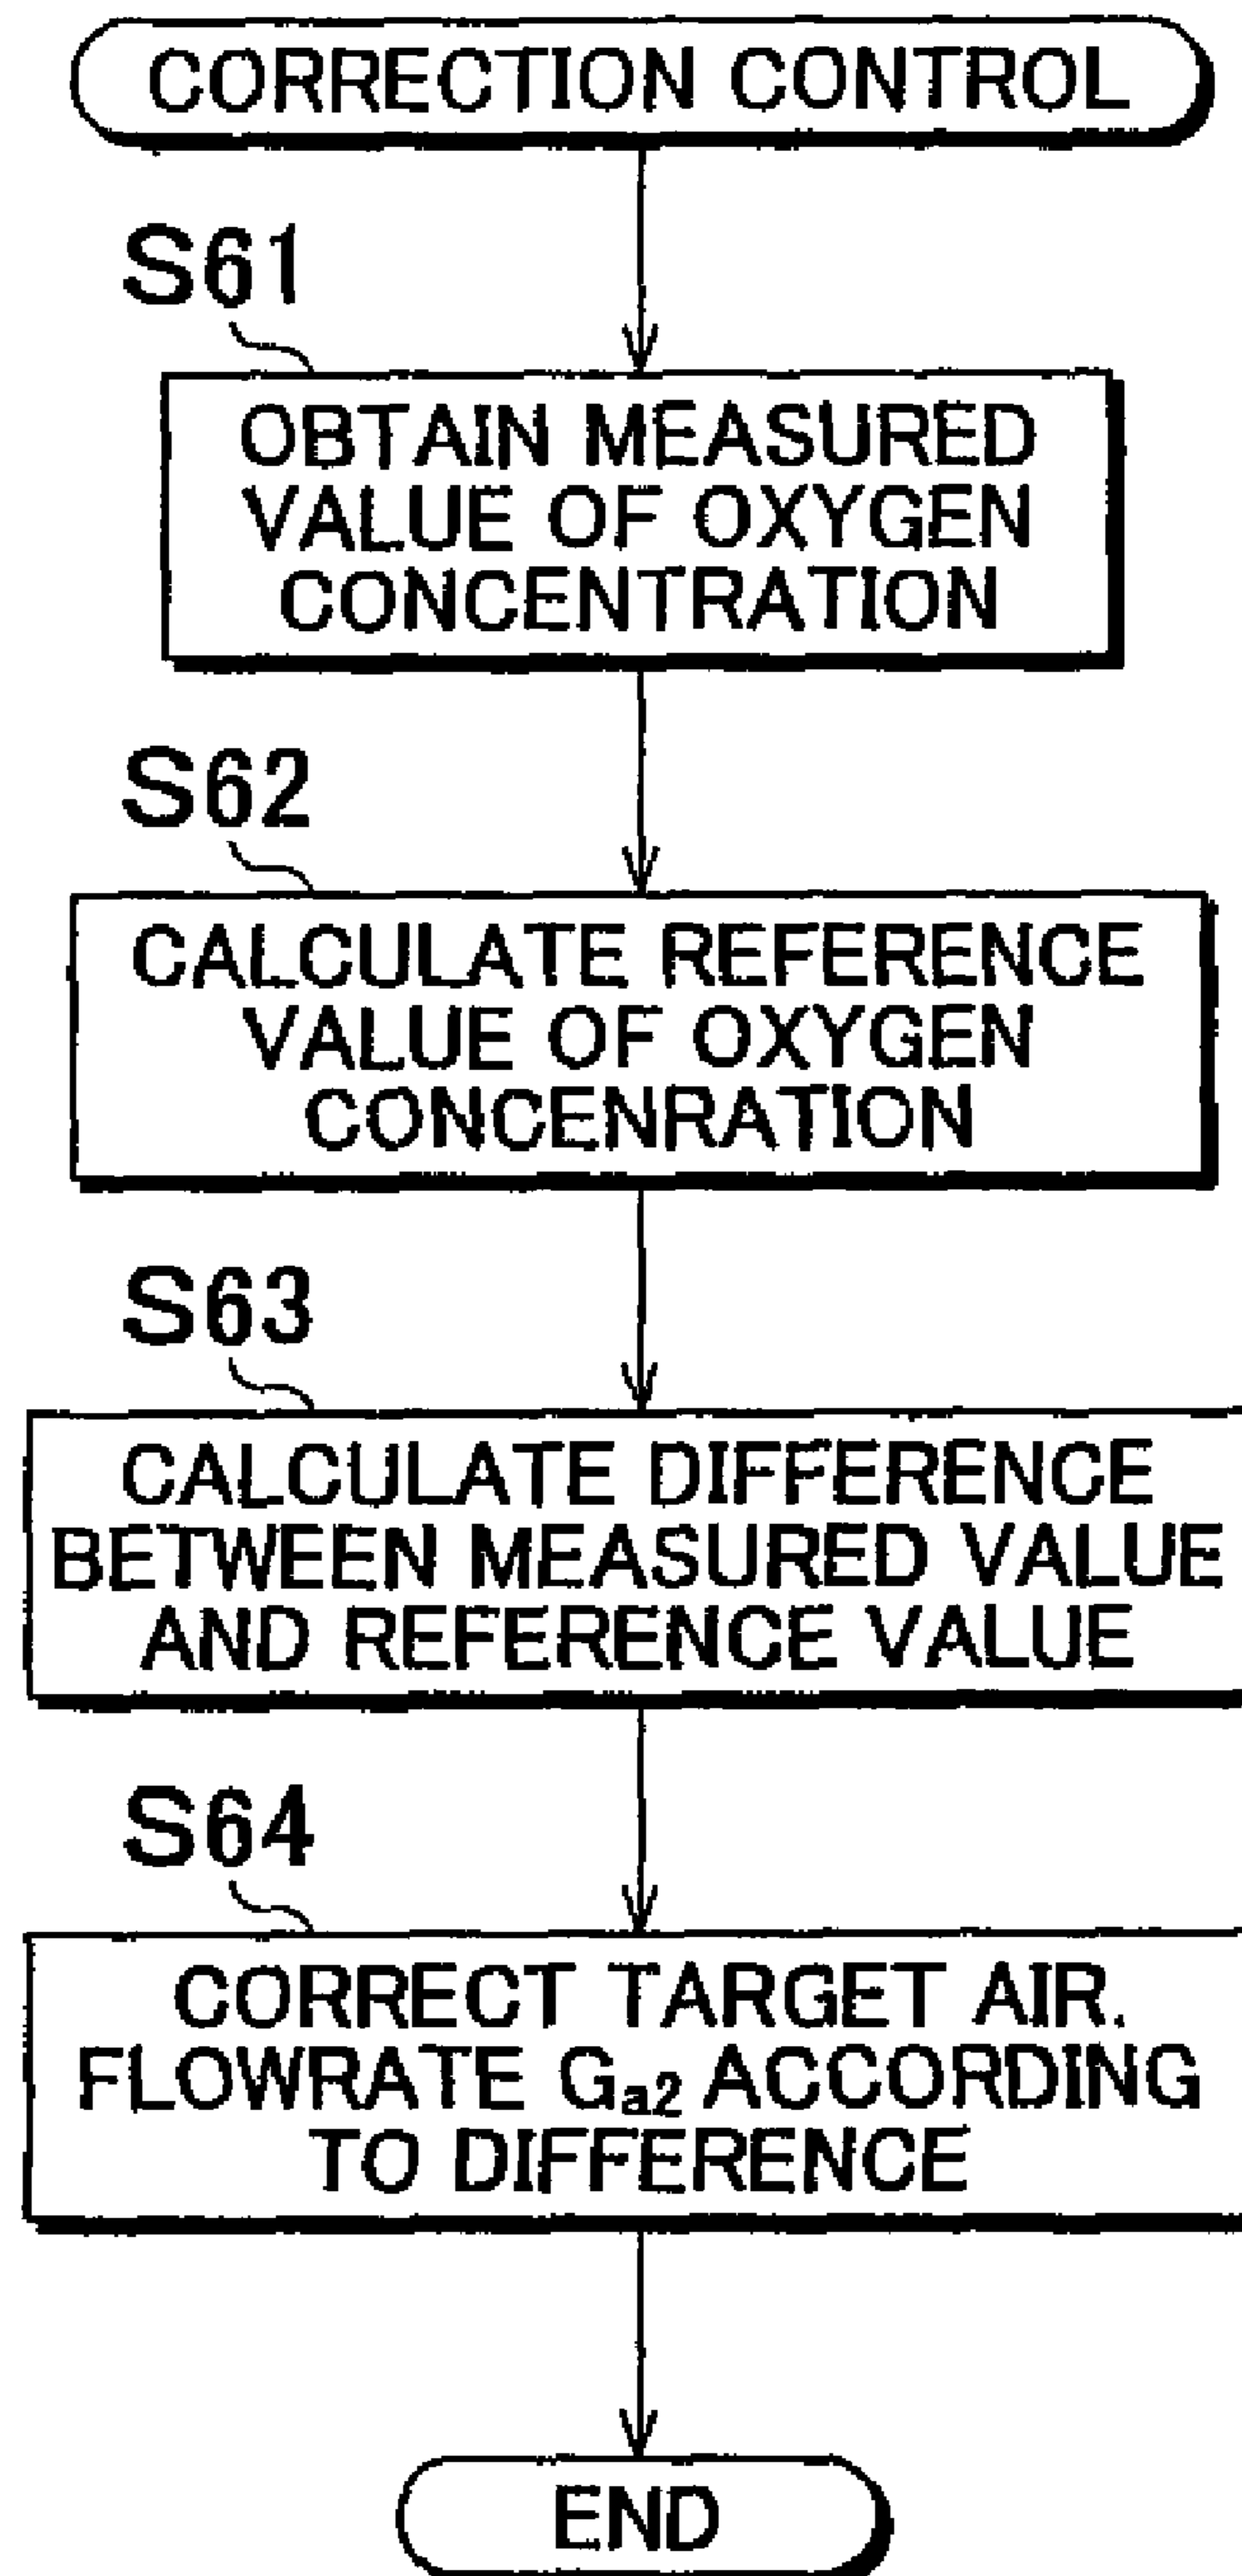 CORRECTION CONTROL
S61
OBTAIN MEASURED
VALUE OF OXYGEN
CONCENTRATION
S62
CALCULATE REFERENCE
VALUE OF OXYGEN
CONCENRATION
S63
CALCULATE DIFFERENCE
BETWEEN MEASURED VALUE
AND REFERENCE VALUE
S64
CORRECT TARGET AIR.
FLOWRATE Ga2 ACCORDING
TO DIFFERENCE
END